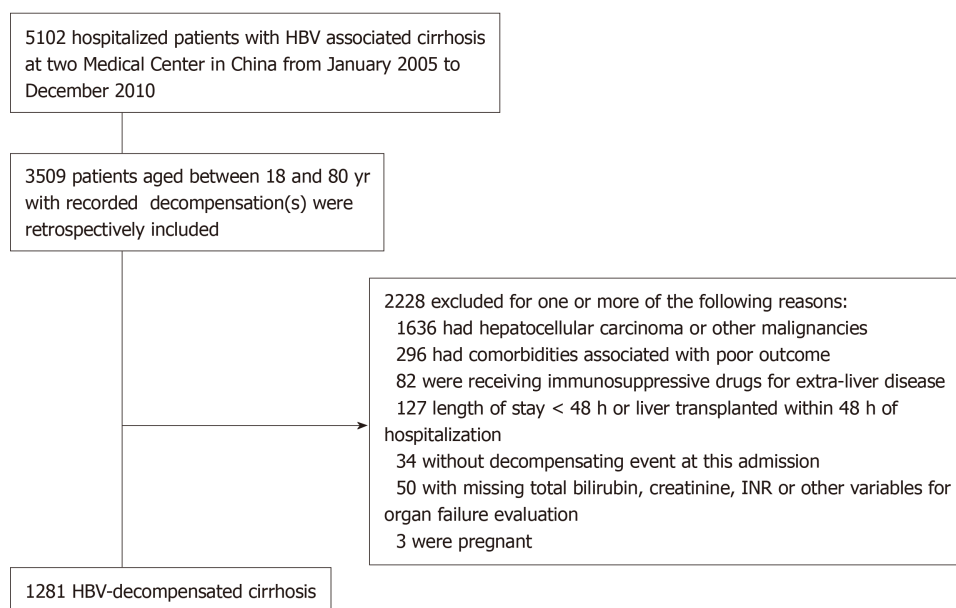 5102 hospitalized patients with HBV associated cirrhosis
at two Medical Center in China from January 2005 to
December 2010
3509 patients aged between 18 and 80 yr
with recorded decompensation(s) were
retrospectively included
2228 excluded for one or more of the following reasons:
1636 had hepatocellular carcinoma or other malignancies
296 had comorbidities associated with poor outcome
82 were receiving immunosuppressive drugs for extra-liver disease
127 length of stay < 48 h or liver transplanted within 48 h of
hospitalization
34 without decompensating event at this admission
50 with missing total bilirubin, creatinine, INR or other variables for
organ failure evaluation
3 were pregnant
1281 HBV-decompensated cirrhosis